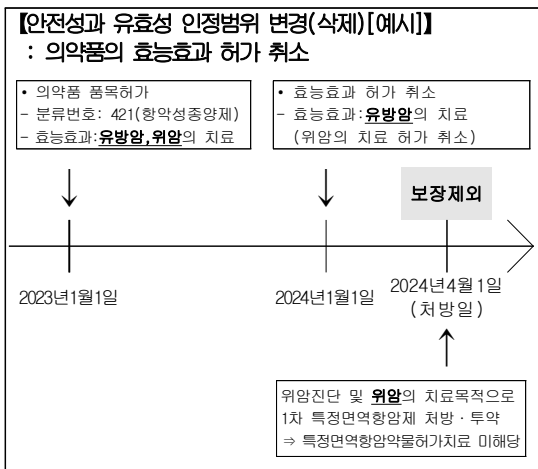 【안전성과 유효성 인정범위 변경(삭제)[예시]】
: 의약품의 효능효과 허가 취소
• 의약품 품목허가
- 분류번호: 421(항악성종양제)
- 효능효과:유방암,위암의 치료
• 효능효과 허가 취소
- 효능효과:유방암의 치료
(위암의 치료 허가 취소)
보장제외
2023년1월1일
2024년1월1일
2024년4월1일
(처방일)
위암진단 및 위암의 치료목적으로
1차 특정면역항암제 처방·투약
⇒ 특정면역항암약물허가치료 미해당